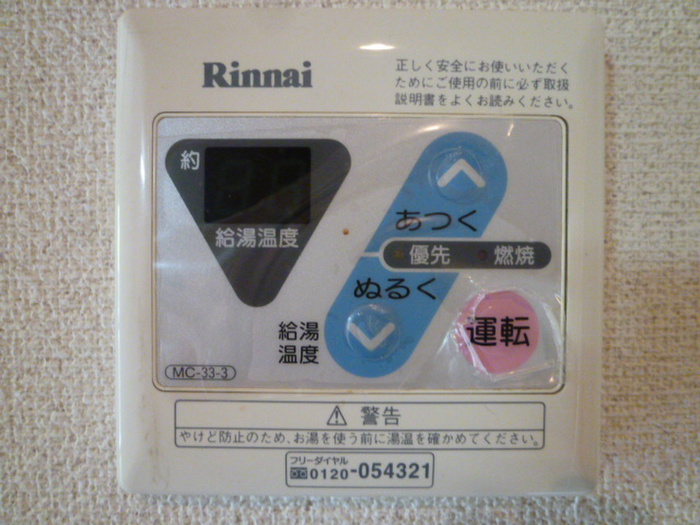 Rinnai
正しく安全にお使いいただく
ためにご使用の前に必ず取扱
説明書をよくお読みください。
約
給湯温度
あつく
優先 燃焼
ぬるく
給湯
温度
運転
MC-33-3
⚠ 警告
やけど防止のため、お湯を使う前に湯温を確かめてください。
フリーダイヤル
0120-054321